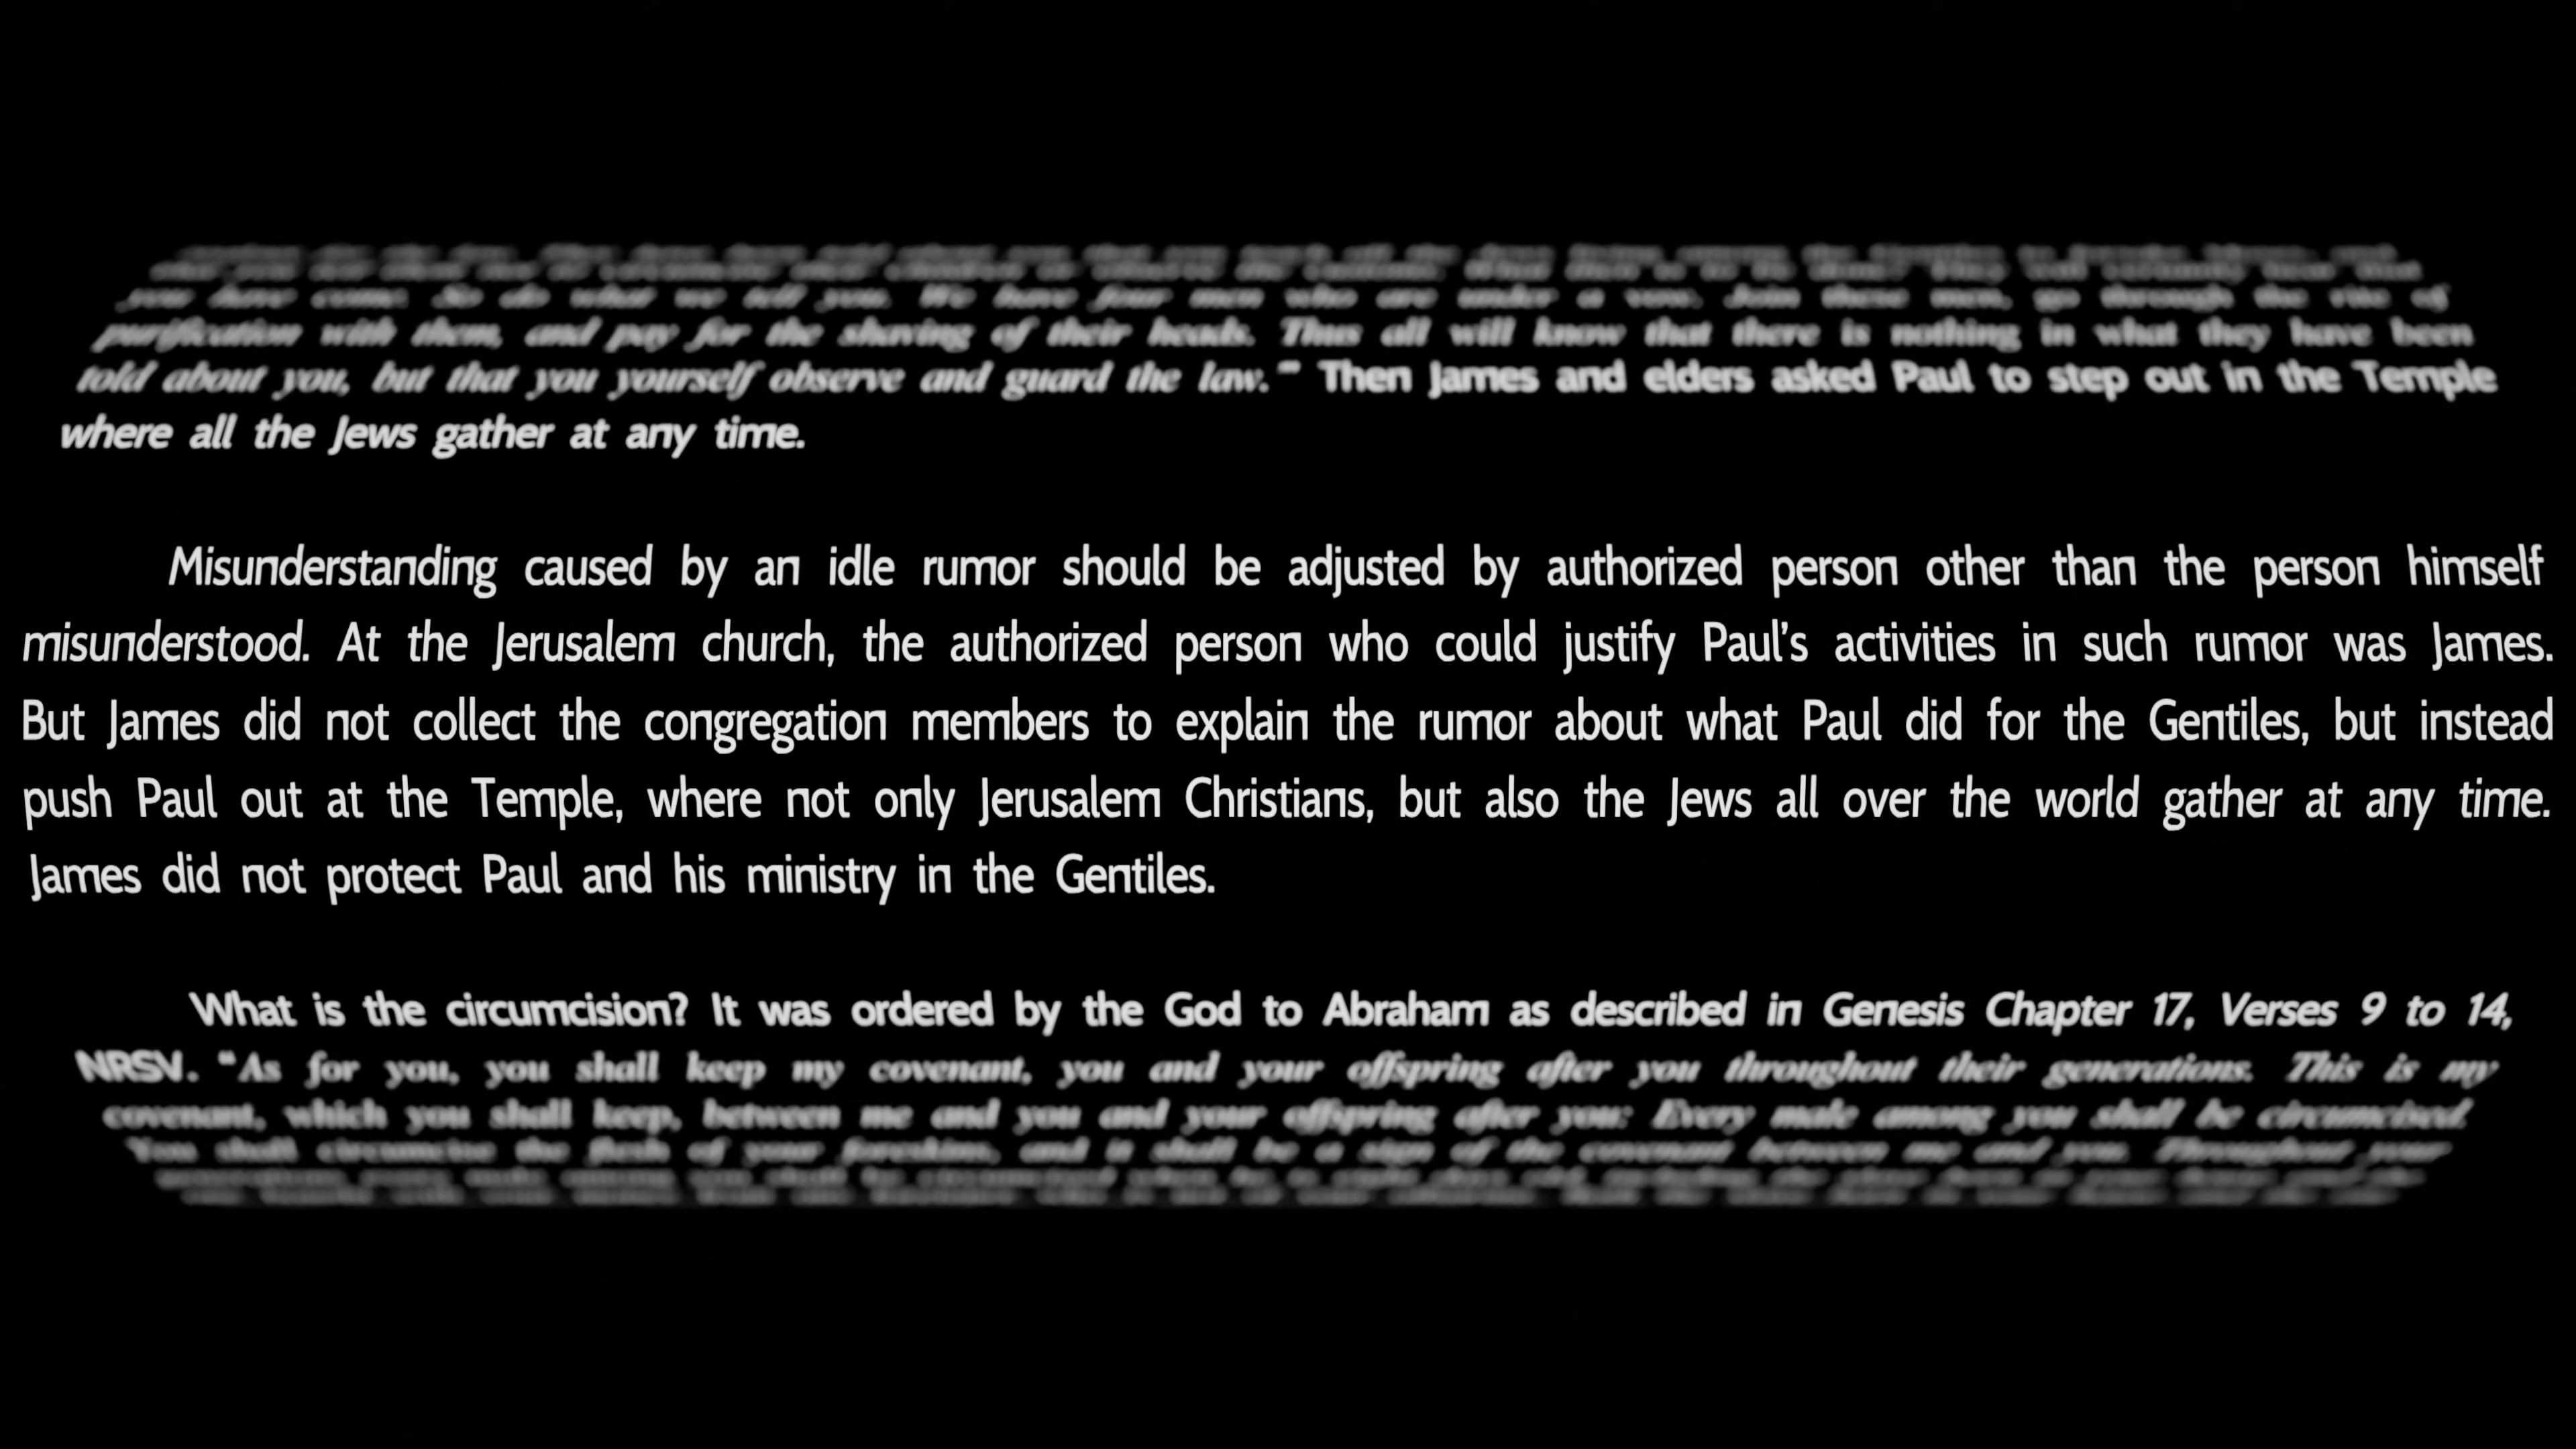 you have come. So do what we tell you. We have four men who are under a vow. Join these men, go through the rite of
purification with them, and pay for the shaving of their heads. Thus all will know that there is nothing in what they have been
told about you, but that you yourself observe and guard the law.” Then James and elders asked Paul to step out in the Temple
where all the Jews gather at any time.
Misunderstanding caused by an idle rumor should be adjusted by authorized person other than the person himself
misunderstood. At the Jerusalem church, the authorized person who could justify Paul’s activities in such rumor was James.
But James did not collect the congregation members to explain the rumor about what Paul did for the Gentiles, but instead
push Paul out at the Temple, where not only Jerusalem Christians, but also the Jews all over the world gather at any time.
James did not protect Paul and his ministry in the Gentiles.
What is the circumcision? It was ordered by the God to Abraham as described in Genesis Chapter 17, Verses 9 to 14,
NRSV. “As for you, you shall keep my covenant, you and your offspring after you throughout their generations. This is my
covenant, which you shall keep, between me and you and your offspring after you: Every male among you shall be circumcised.
You shall circumcise the flesh of your foreskins, and it shall be a sign of the covenant between me and you. Throughout your